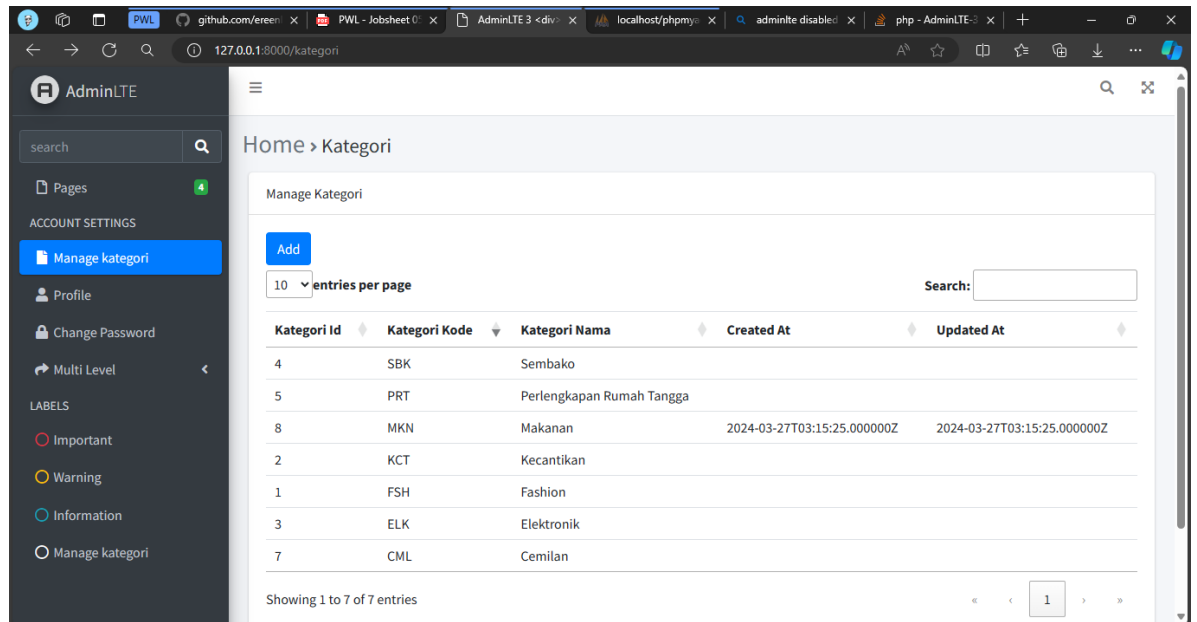 PWL
github.com/ereen
PWL - Jobsheet 0
AdminLTE 3 <div>
localhost/phpmya
adminlte disabled
php - AdminLTE-3
127.0.0.1:8000/kategori
AdminLTE
search
Pages 4
ACCOUNT SETTINGS
Manage kategori
Profile
Change Password
Multi Level
LABELS
Important
Warning
Information
Manage kategori
Home › Kategori
Manage Kategori
Add
10 entries per page Search:
Kategori Id Kategori Kode Kategori Nama Created At Updated At
4 SBK Sembako
5 PRT Perlengkapan Rumah Tangga
8 MKN Makanan 2024-03-27T03:15:25.000000Z 2024-03-27T03:15:25.000000Z
2 KCT Kecantikan
1 FSH Fashion
3 ELK Elektronik
7 CML Cemilan
Showing 1 to 7 of 7 entries « ‹ 1 › »